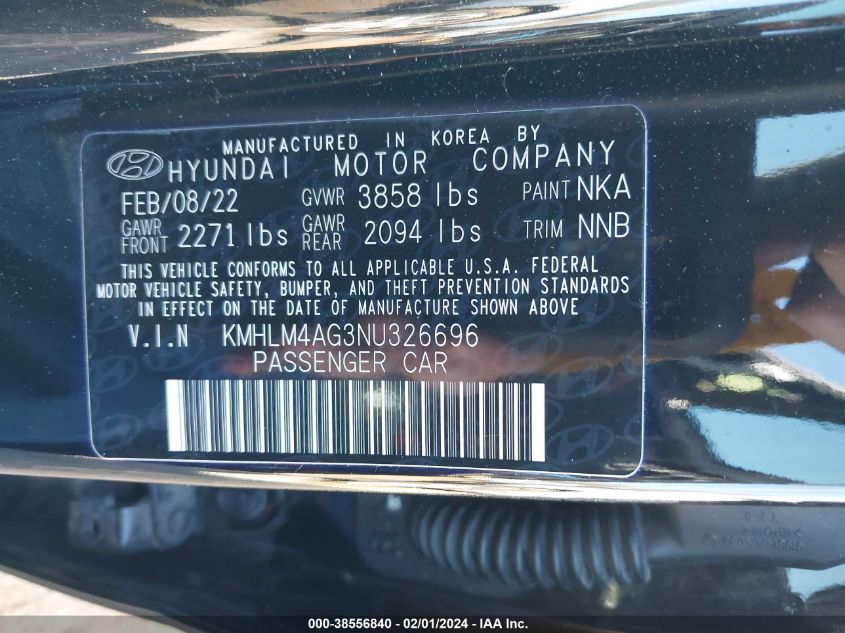 MANUFACTURED IN KOREA BY
HYUNDAI MOTOR COMPANY
FEB/08/22 GVWR 3858 lbs PAINT NKA
GAWR FRONT 2271 lbs GAWR REAR 2094 lbs TRIM NNB
THIS VEHICLE CONFORMS TO ALL APPLICABLE U.S.A. FEDERAL
MOTOR VEHICLE SAFETY, BUMPER, AND THEFT PREVENTION STANDARDS
IN EFFECT ON THE DATE OF MANUFACTURE SHOWN ABOVE
V.I.N KMHLM4AG3NU326696
PASSENGER CAR
000-38556840 - 02/01/2024 - IAA Inc.